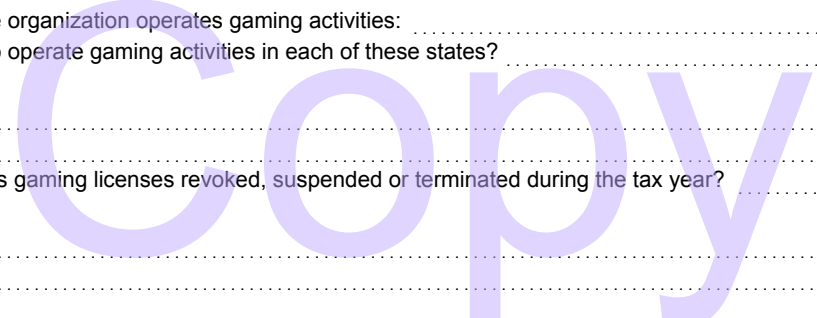 organization operates gaming activities:
operate gaming activities in each of these states?
gaming licenses revoked, suspended or terminated during the tax year?
Copy